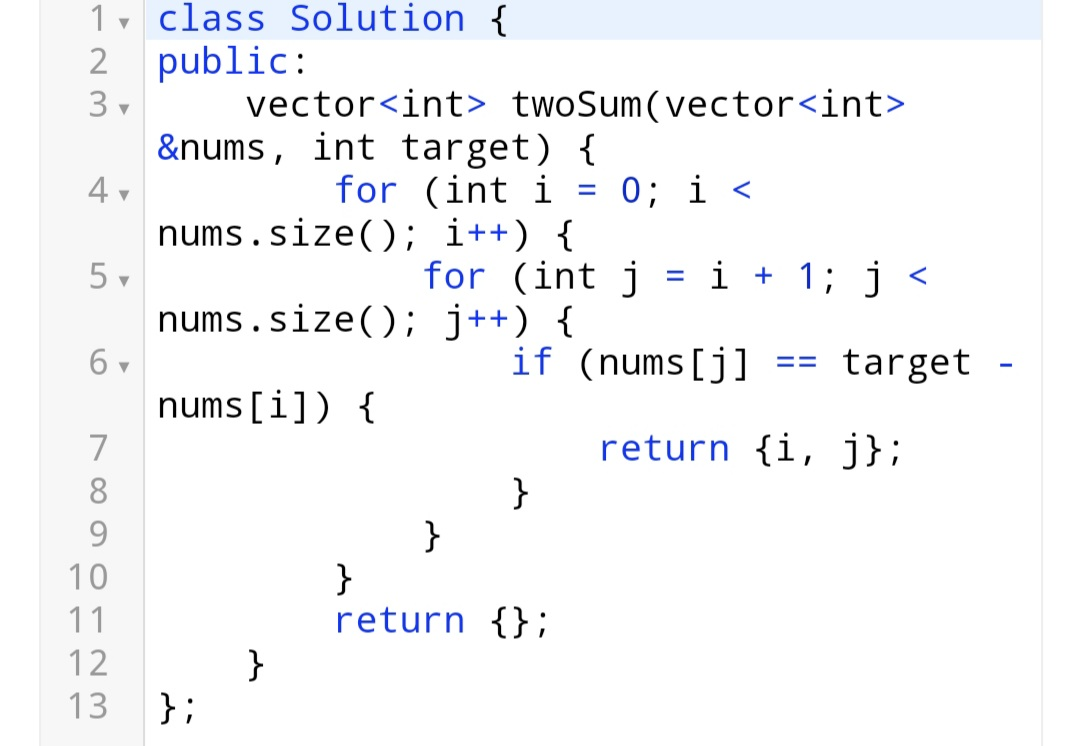 1 class Solution {
2 public:
3     vector<int> twoSum(vector<int>
&nums, int target) {
4         for (int i = 0; i <
nums.size(); i++) {
5             for (int j = i + 1; j <
nums.size(); j++) {
6                 if (nums[j] == target -
nums[i]) {
7                     return {i, j};
8                 }
9             }
10         }
11         return {};
12     }
13 };